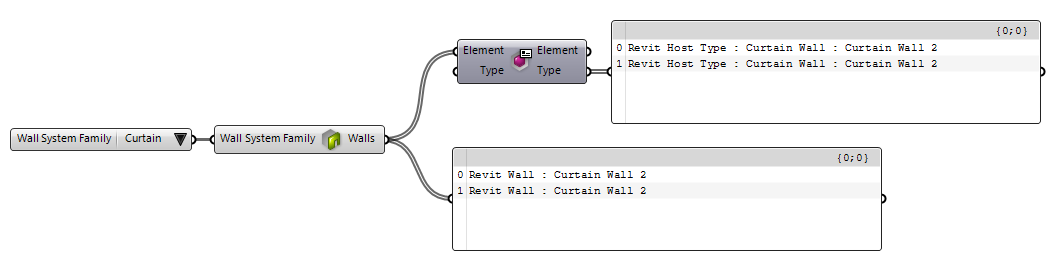 Element Element
Type Type
{0;0}
0 Revit Host Type : Curtain Wall : Curtain Wall 2
1 Revit Host Type : Curtain Wall : Curtain Wall 2
Wall System Family Curtain
Wall System Family Walls
{0;0}
0 Revit Wall : Curtain Wall 2
1 Revit Wall : Curtain Wall 2